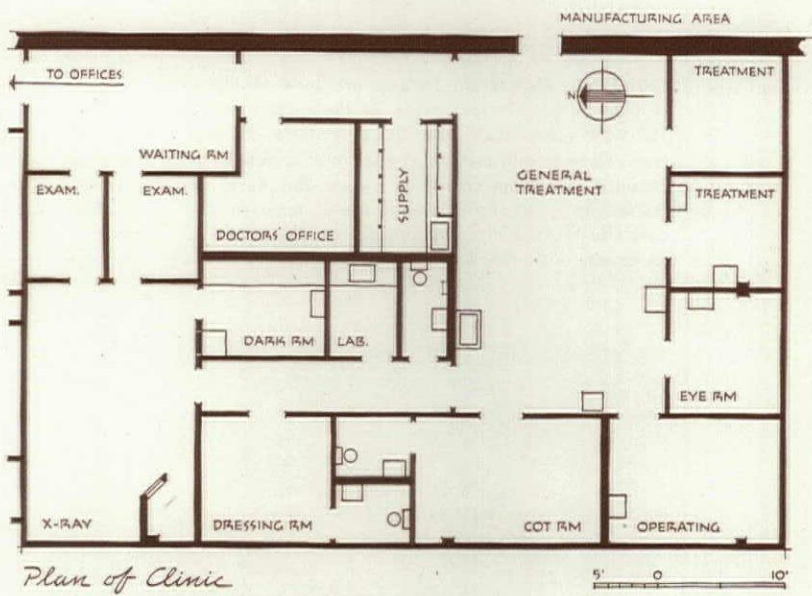 MANUFACTURING AREA
TO OFFICES
TREATMENT
N
WAITING RM
GENERAL
TREATMENT
EXAM.
EXAM.
SUPPLY
TREATMENT
DOCTORS' OFFICE
DARK RM
LAB.
EYE RM
X-RAY
DRESSING RM
COT RM
OPERATING
Plan of Clinic
5' 0 10'